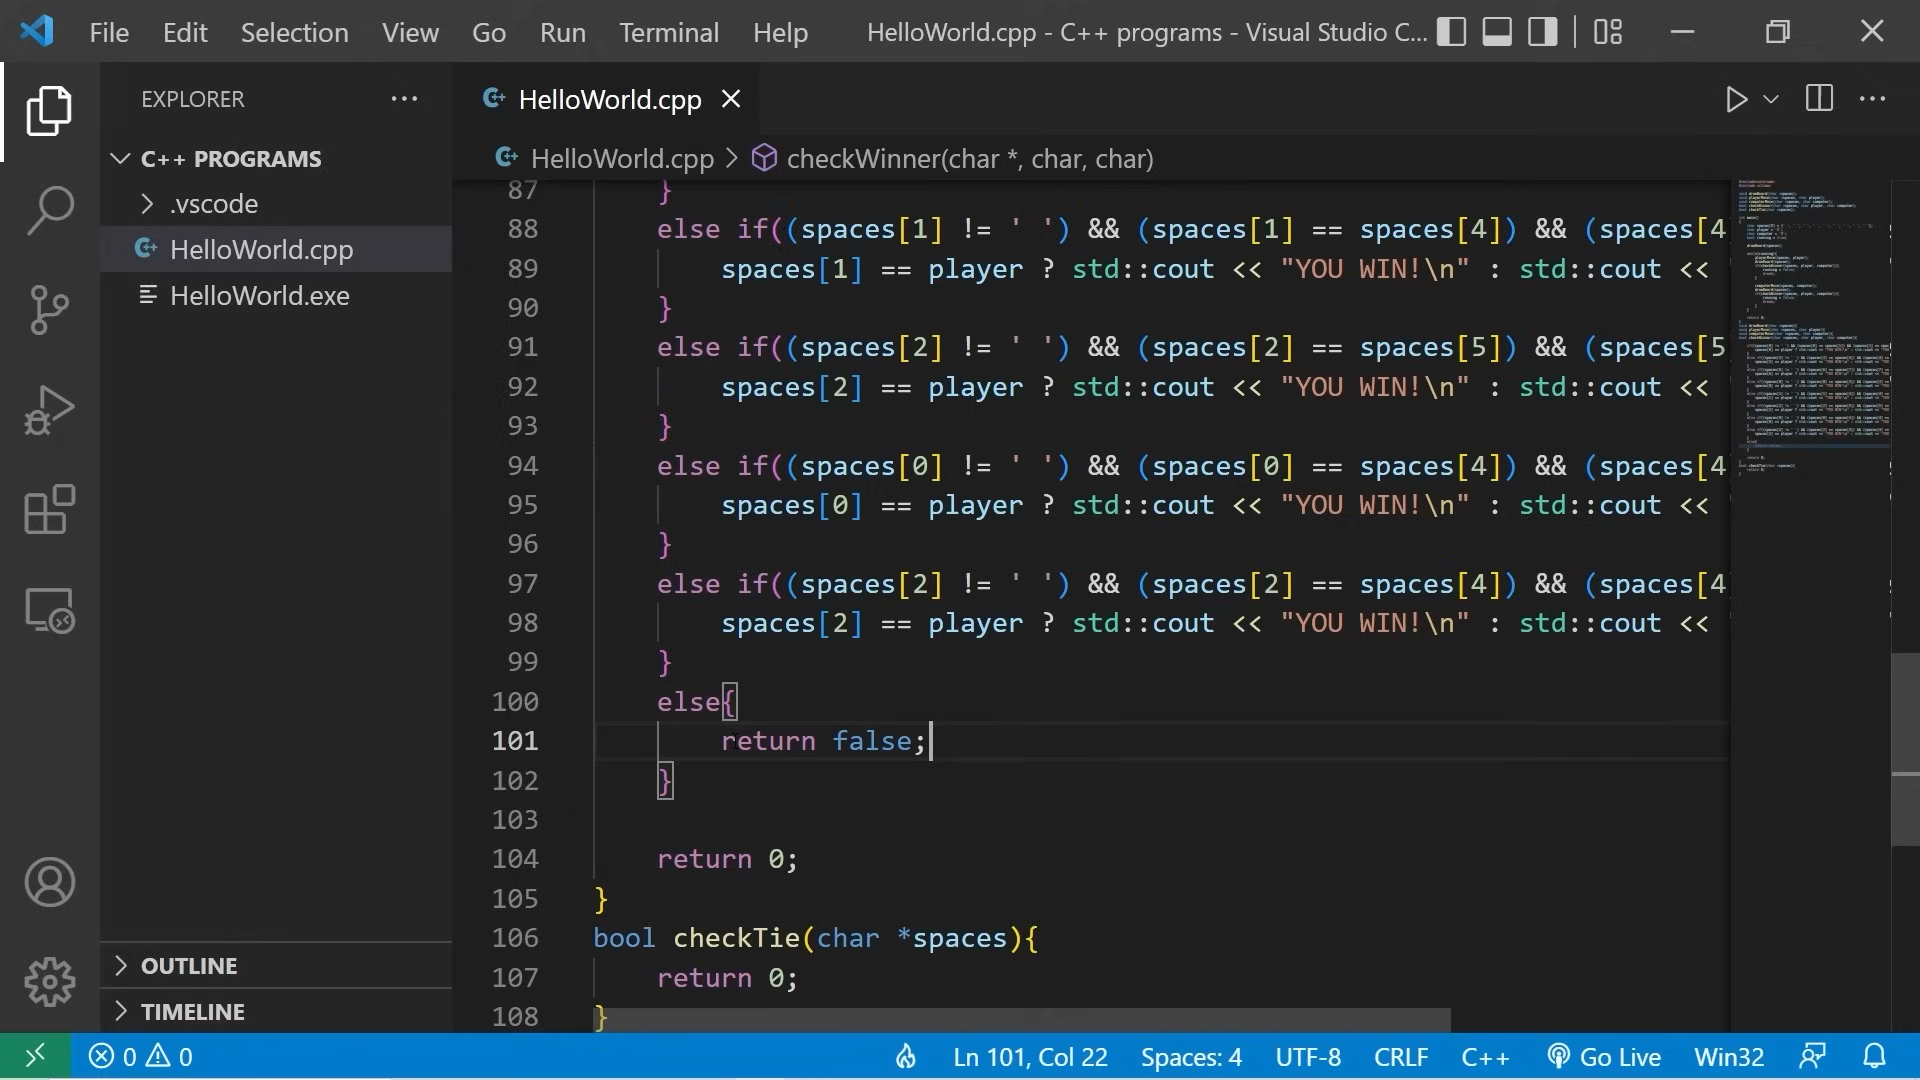 File Edit Selection View Go Run Terminal Help HelloWorld.cpp - C++ programs - Visual Studio C...
EXPLORER ...
C++ PROGRAMS
.vscode
HelloWorld.cpp
HelloWorld.exe
OUTLINE
TIMELINE
HelloWorld.cpp
HelloWorld.cpp > checkWinner(char *, char, char)
87 }
88 else if((spaces[1] != ' ') && (spaces[1] == spaces[4]) && (spaces[4
89 spaces[1] == player ? std::cout << "YOU WIN!\n" : std::cout <<
90 }
91 else if((spaces[2] != ' ') && (spaces[2] == spaces[5]) && (spaces[5
92 spaces[2] == player ? std::cout << "YOU WIN!\n" : std::cout <<
93 }
94 else if((spaces[0] != ' ') && (spaces[0] == spaces[4]) && (spaces[4
95 spaces[0] == player ? std::cout << "YOU WIN!\n" : std::cout <<
96 }
97 else if((spaces[2] != ' ') && (spaces[2] == spaces[4]) && (spaces[4
98 spaces[2] == player ? std::cout << "YOU WIN!\n" : std::cout <<
99 }
100 else{
101 return false;
102 }
103
104 return 0;
105 }
106 bool checkTie(char *spaces){
107 return 0;
108 }
0 0 Ln 101, Col 22 Spaces: 4 UTF-8 CRLF C++ Go Live Win32